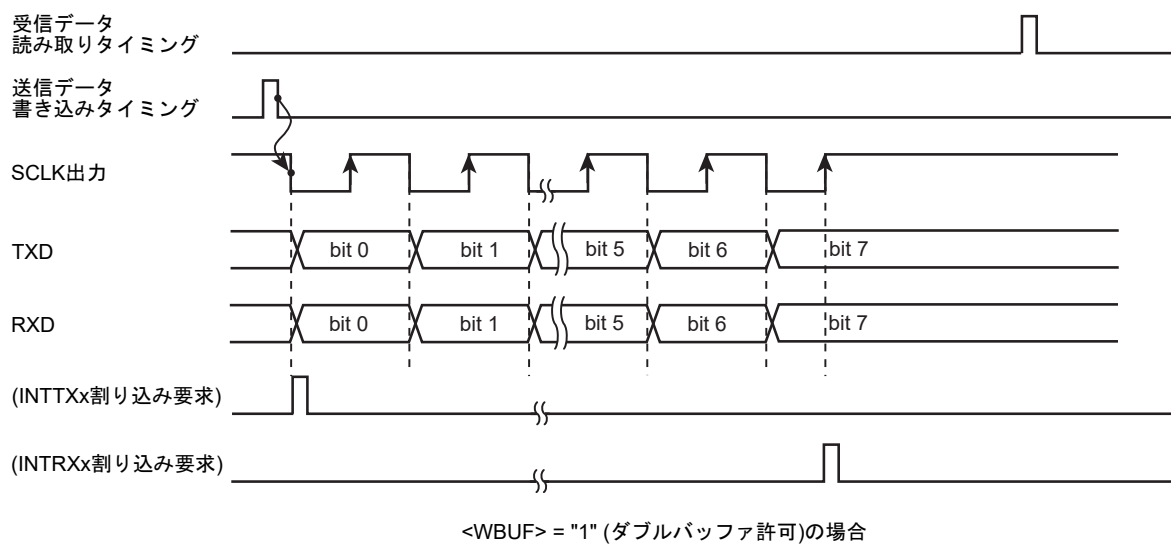 受信データ
読み取りタイミング
送信データ
書き込みタイミング
SCLK出力
TXD
bit 0
bit 1
bit 5
bit 6
bit 7
RXD
bit 0
bit 1
bit 5
bit 6
bit 7
(INTTXx割り込み要求)
(INTRXx割り込み要求)
<WBUF> = "1" (ダブルバッファ許可)の場合